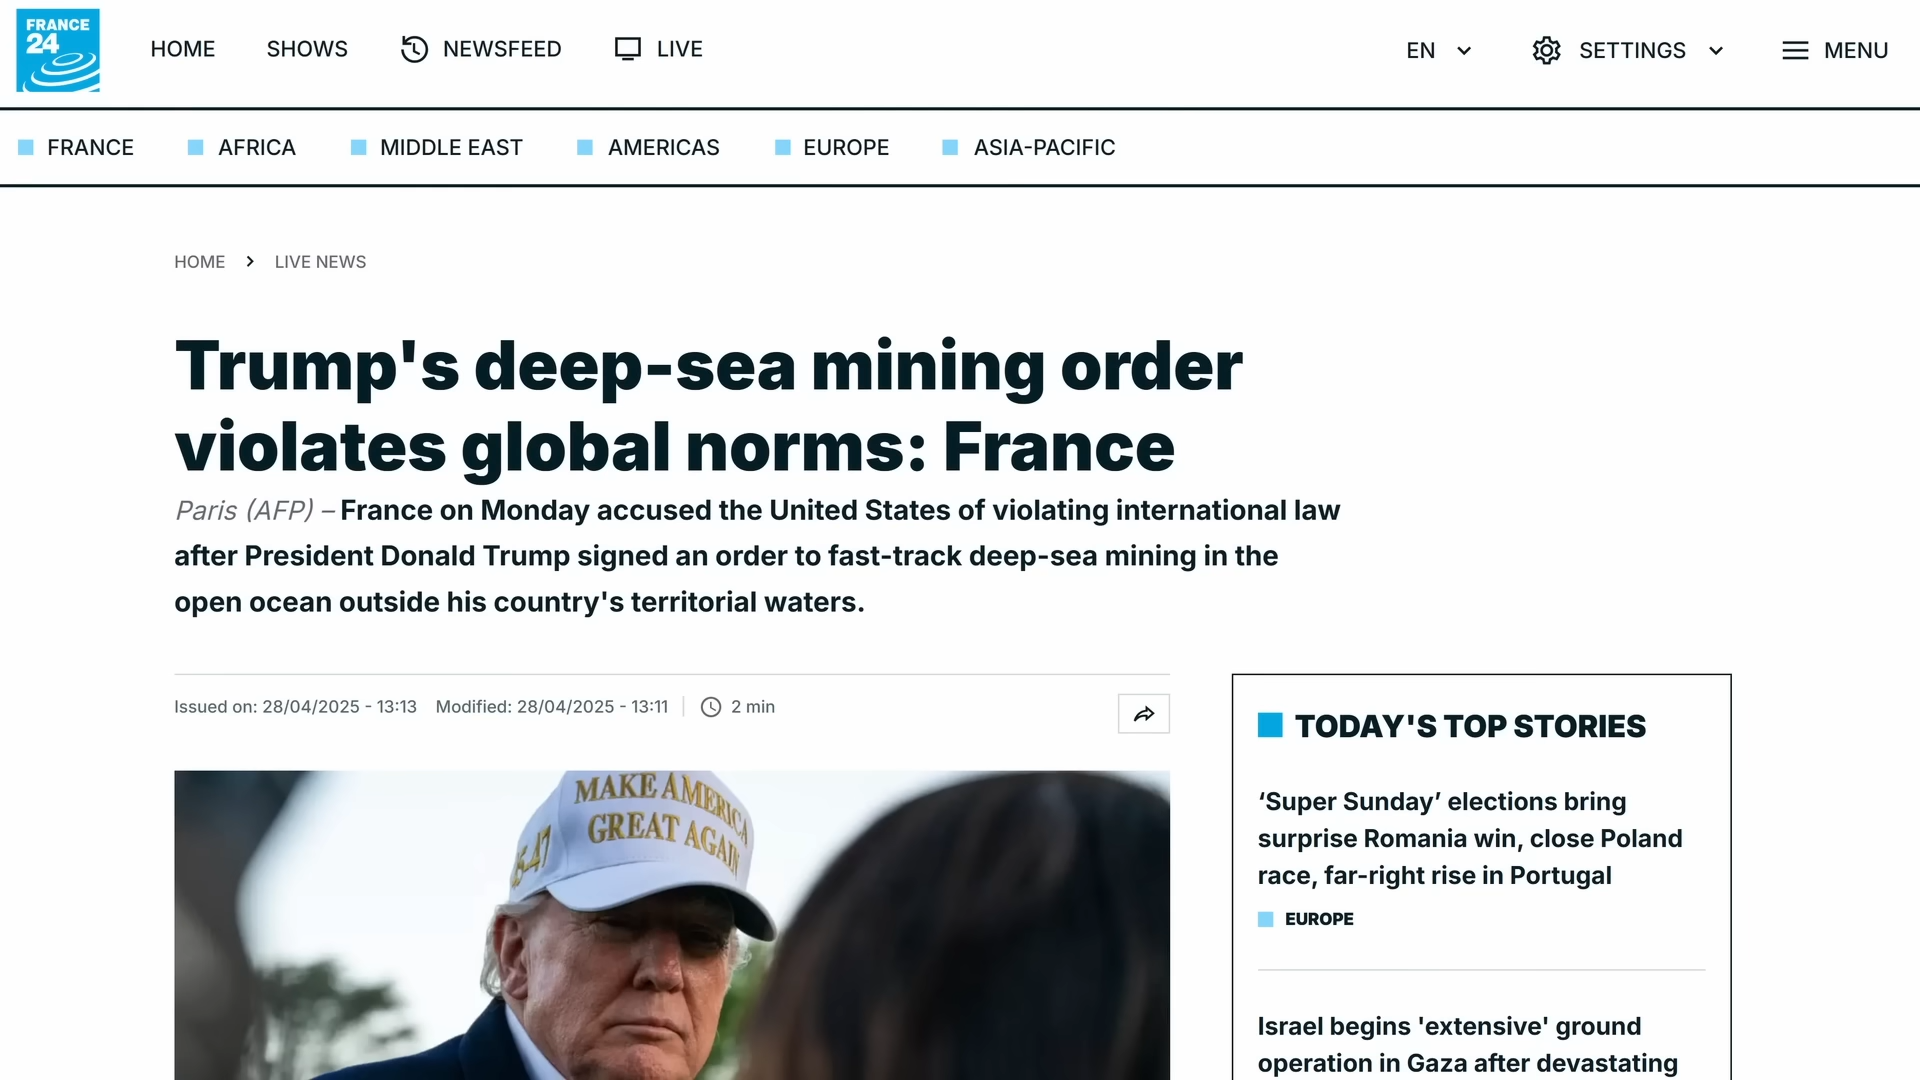 FRANCE
24
HOME
SHOWS
NEWSFEED
LIVE
EN
SETTINGS
MENU
FRANCE
AFRICA
MIDDLE EAST
AMERICAS
EUROPE
ASIA-PACIFIC
HOME
LIVE NEWS
Trump's deep-sea mining order
violates global norms: France
Paris (AFP) – France on Monday accused the United States of violating international law
after President Donald Trump signed an order to fast-track deep-sea mining in the
open ocean outside his country's territorial waters.
Issued on: 28/04/2025 - 13:13 Modified: 28/04/2025 - 13:11
2 min
MAKE AMERICA
GREAT AGAIN
45-47
TODAY'S TOP STORIES
‘Super Sunday’ elections bring
surprise Romania win, close Poland
race, far-right rise in Portugal
EUROPE
Israel begins 'extensive' ground
operation in Gaza after devastating